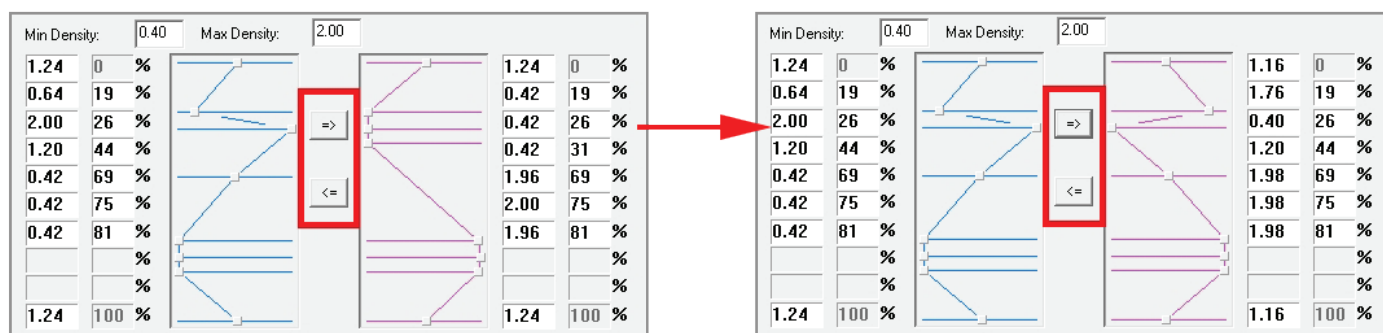 Min Density: 0.40 Max Density: 2.00 Min Density: 0.40 Max Density: 2.00
1.24 0 % 1.24 0 % 1.24 0 % 1.16 0 %
0.64 19 % 0.42 19 % 0.64 19 % 1.76 19 %
2.00 26 % => 0.42 26 % 2.00 26 % => 0.40 26 %
1.20 44 % 0.42 31 % 1.20 44 % 1.20 44 %
0.42 69 % 1.96 69 % 0.42 69 % 1.98 69 %
0.42 75 % <= 2.00 75 % 0.42 75 % <= 1.98 75 %
0.42 81 % 1.96 81 % 0.42 81 % 1.98 81 %
% % % %
% % % %
1.24 100 % 1.24 100 % 1.24 100 % 1.16 100 %